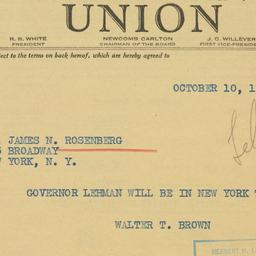 UNION
R. B. WHITE
PRESIDENT
NEWCOMB CARLTON
CHAIRMAN OF THE BOARD
J. C. WILLEVER
FIRST VICE-PRESIDENT
ject to the terms on back hereof, which are hereby agreed to
OCTOBER 10, 1
JAMES N. ROSENBERG
BROADWAY
W YORK, N. Y.
GOVERNOR LEHMAN WILL BE IN NEW YORK
WALTER T. BROWN